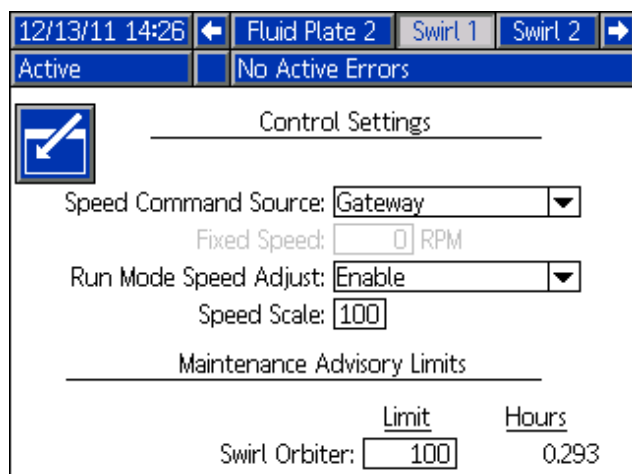 12/13/11 14:26 Fluid Plate 2 Swirl 1 Swirl 2
Active No Active Errors
Control Settings
Speed Command Source: Gateway
Fixed Speed: 0 RPM
Run Mode Speed Adjust: Enable
Speed Scale: 100
Maintenance Advisory Limits
Limit Hours
Swirl Orbiter: 100 0.293